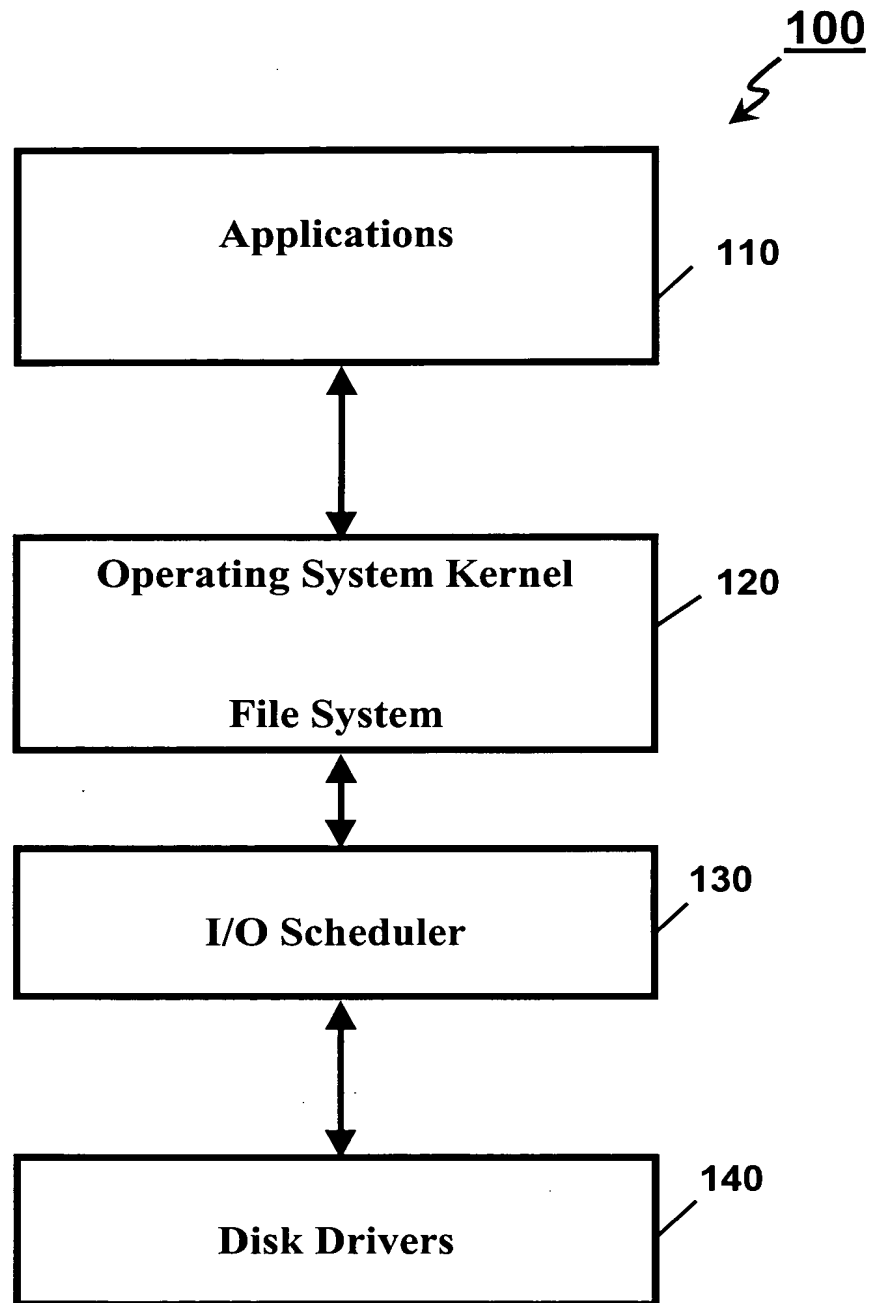 100
Applications
110
Operating System Kernel
120
File System
130
I/O Scheduler
140
Disk Drivers